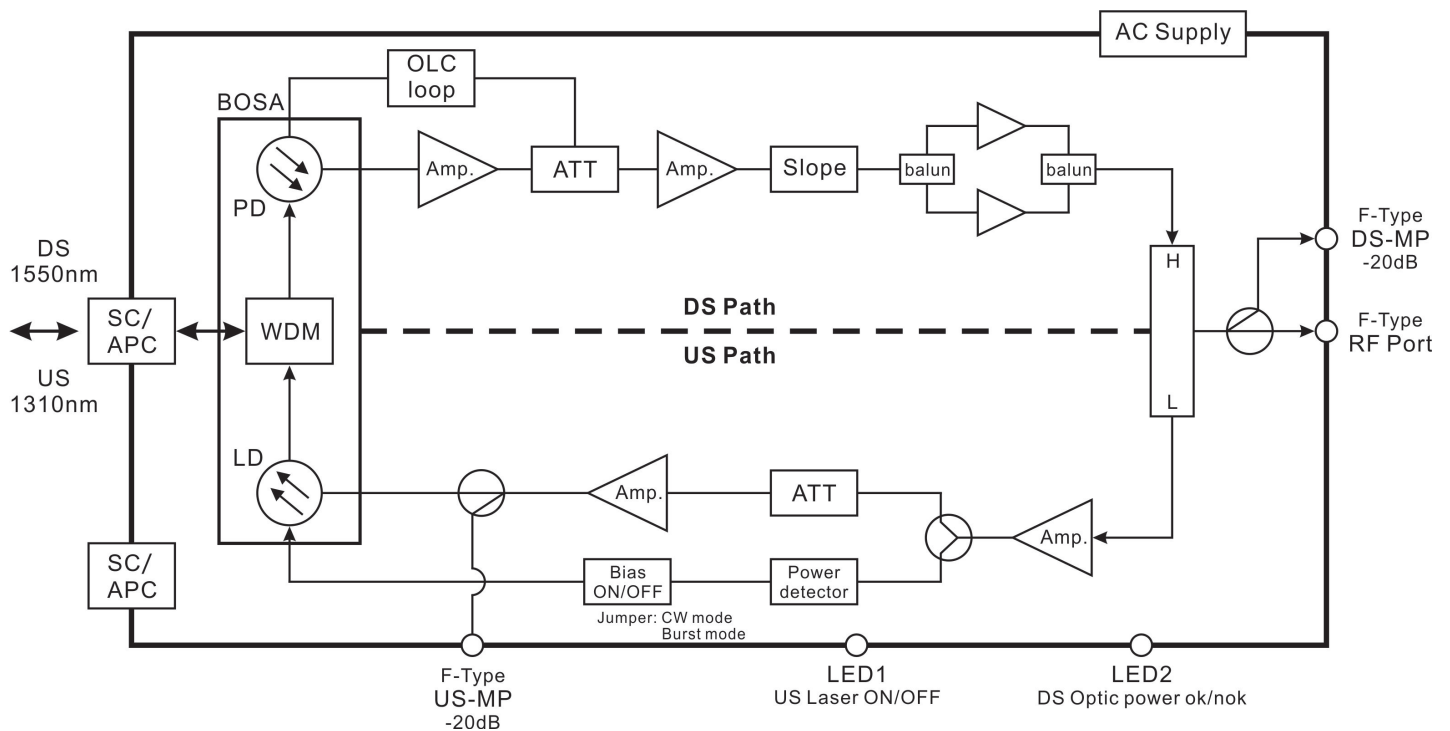 AC Supply
OLC
loop
BOSA
Amp.
ATT
Amp.
Slope
balun
balun
PD
DS
1550nm
F-Type
DS-MP
-20dB
H
SC/
APC
WDM
DS Path
US Path
F-Type
RF Port
US
1310nm
L
LD
Amp.
ATT
Amp.
SC/
APC
Bias
ON/OFF
Power
detector
Jumper: CW mode
Burst mode
F-Type
US-MP
-20dB
LED1
US Laser ON/OFF
LED2
DS Optic power ok/nok